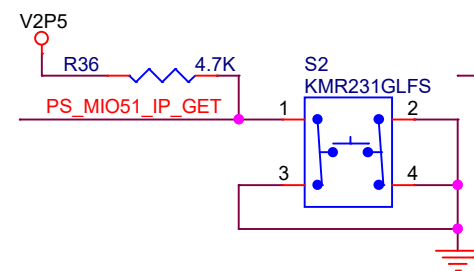 V2P5
R36 4.7K
S2
KMR231GLFS
PS_MIO51_IP_GET
1 2
3 4